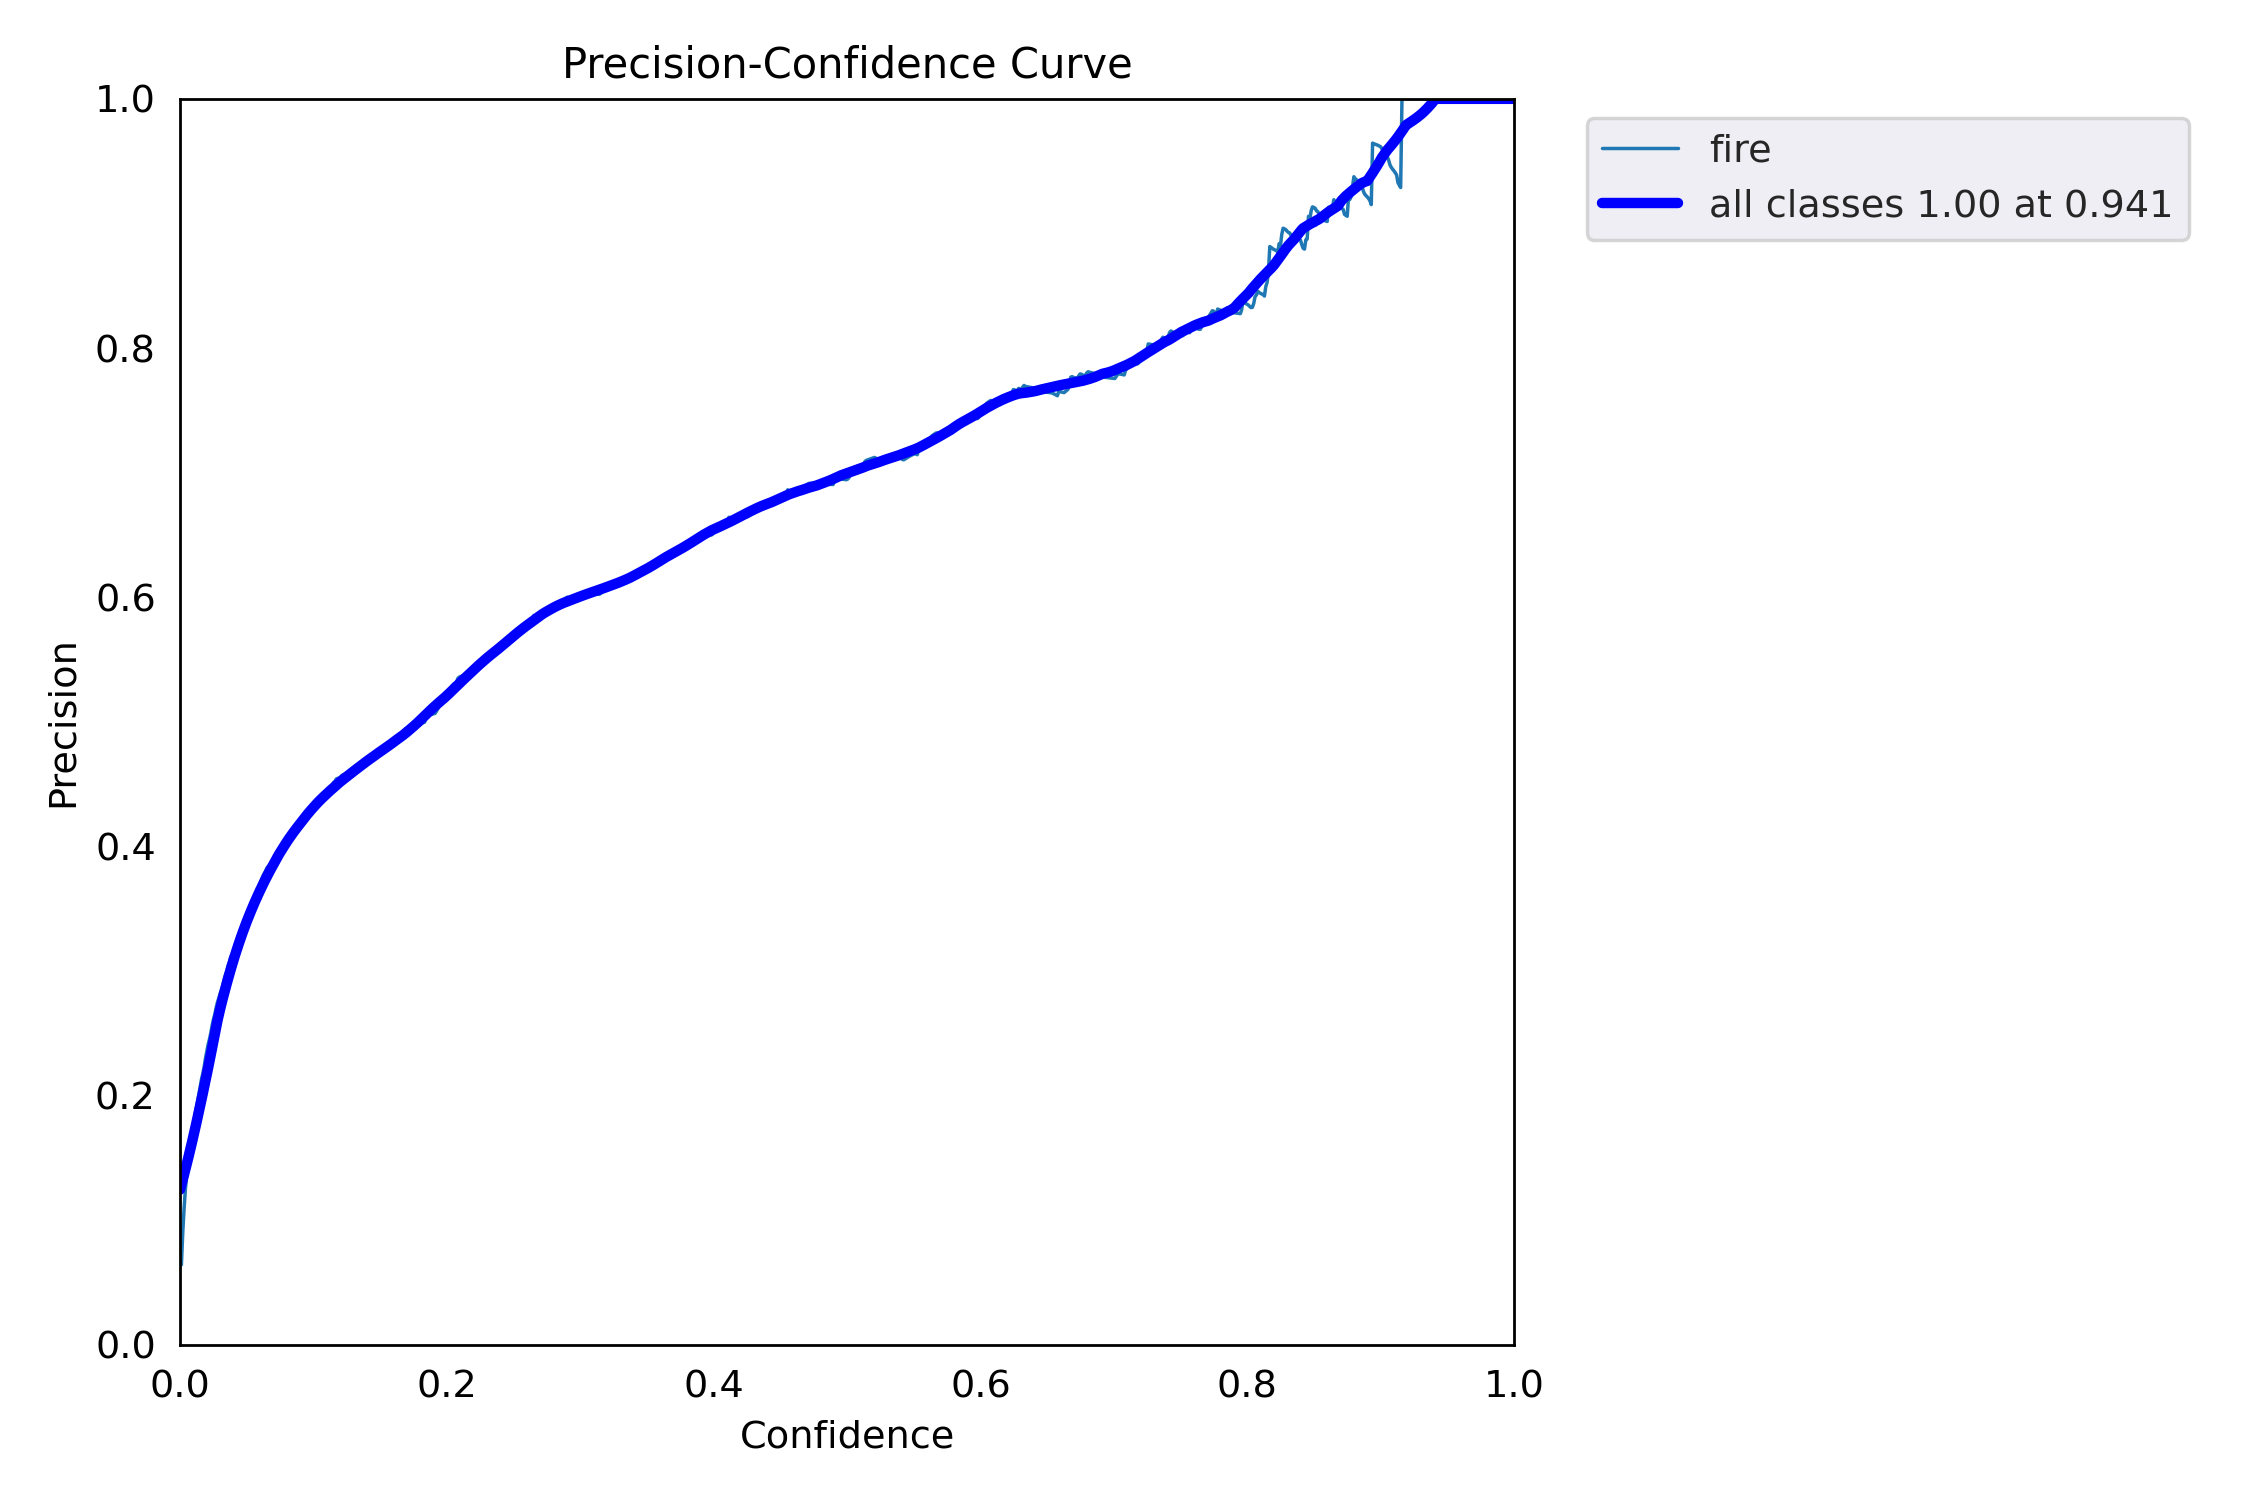 Precision-Confidence Curve
1.0
0.8
0.6
0.4
0.2
0.0
Precision
0.0 0.2 0.4 0.6 0.8 1.0
Confidence
fire
all classes 1.00 at 0.941